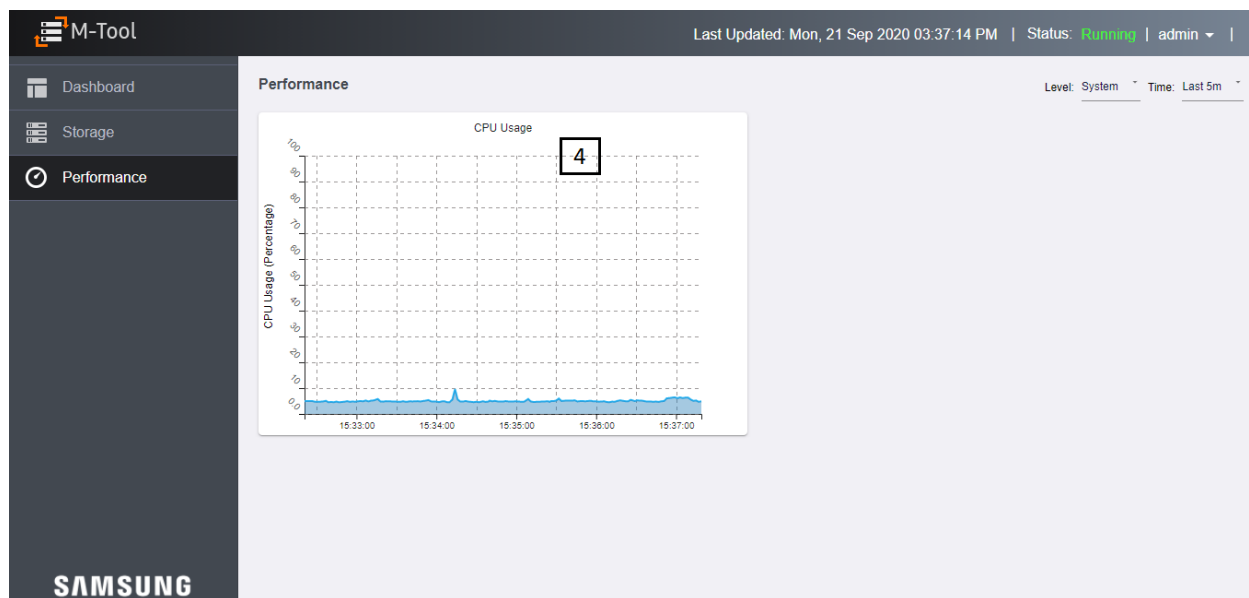 M-Tool
Last Updated: Mon, 21 Sep 2020 03:37:14 PM | Status: Running | admin |
Dashboard
Storage
Performance
Performance
Level: System Time: Last 5m
CPU Usage
4
CPU Usage (Percentage)
100
90
80
70
60
50
40
30
20
10
0.0
15:33:00 15:34:00 15:35:00 15:36:00 15:37:00
SAMSUNG